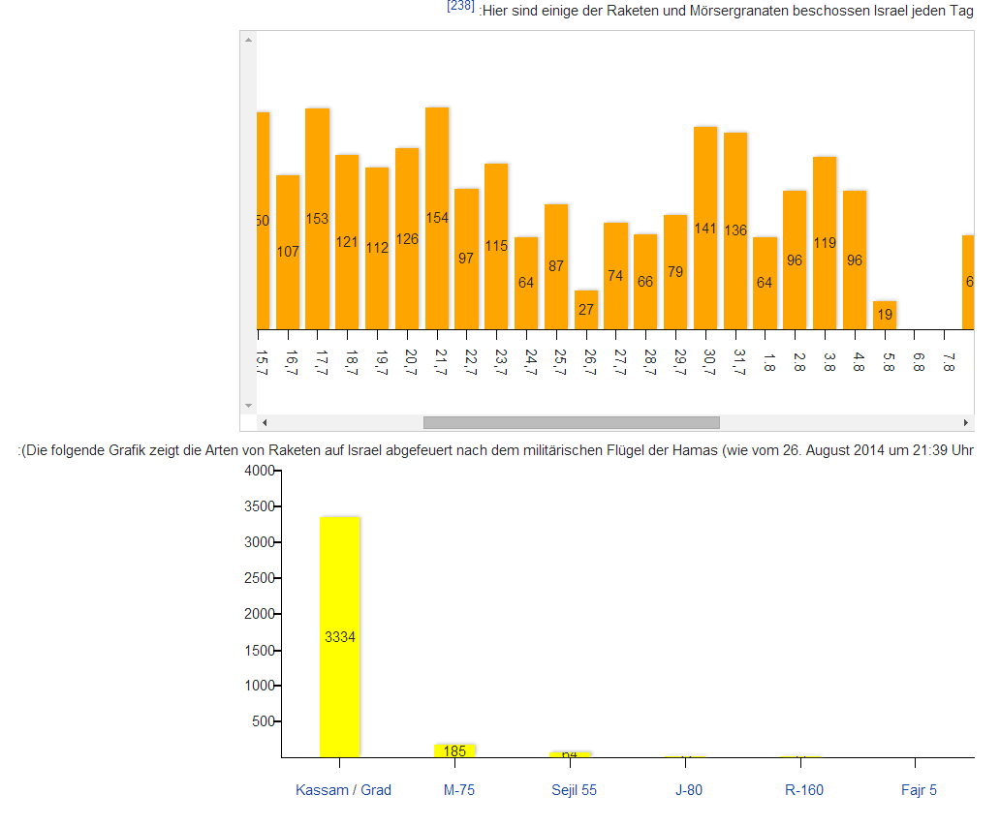 :Hier sind einige der Raketen und Mörsergranaten beschossen Israel jeden Tag [238]
50 107 153 121 112 126 154 97 115 64 87 27 74 66 79 141 136 64 96 119 96 19 6
15,7 16,7 17,7 18,7 19,7 20,7 21,7 22,7 23,7 24,7 25,7 26,7 27,7 28,7 29,7 30,7 31,7 1.8 2.8 3.8 4.8 5.8 6.8 7.8
:(Die folgende Grafik zeigt die Arten von Raketen auf Israel abgefeuert nach dem militärischen Flügel der Hamas (wie vom 26. August 2014 um 21:39 Uhr
4000
3500
3000
2500
2000
1500
1000
500
3334 185 64
Kassam / Grad M-75 Sejil 55 J-80 R-160 Fajr 5